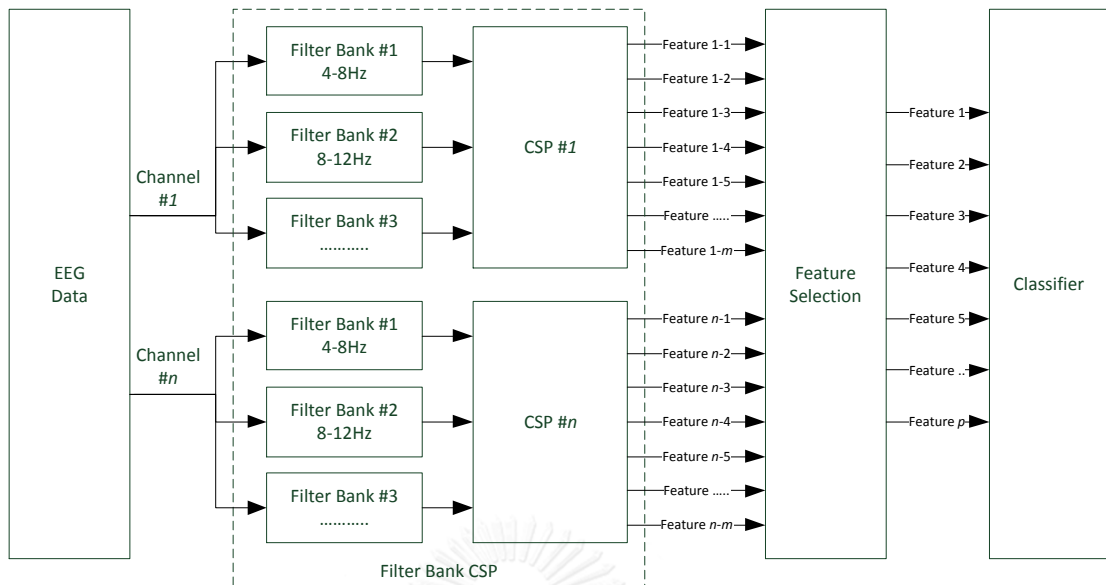 EEG
Data
Channel
#1
Channel
#n
Filter Bank #1
4-8Hz
Filter Bank #2
8-12Hz
Filter Bank #3
...........
CSP #1
Filter Bank #1
4-8Hz
Filter Bank #2
8-12Hz
Filter Bank #3
...........
CSP #n
Filter Bank CSP
Feature 1-1
Feature 1-2
Feature 1-3
Feature 1-4
Feature 1-5
Feature .....
Feature 1-m
Feature n-1
Feature n-2
Feature n-3
Feature n-4
Feature n-5
Feature .....
Feature n-m
Feature
Selection
Feature 1
Feature 2
Feature 3
Feature 4
Feature 5
Feature ..
Feature p
Classifier